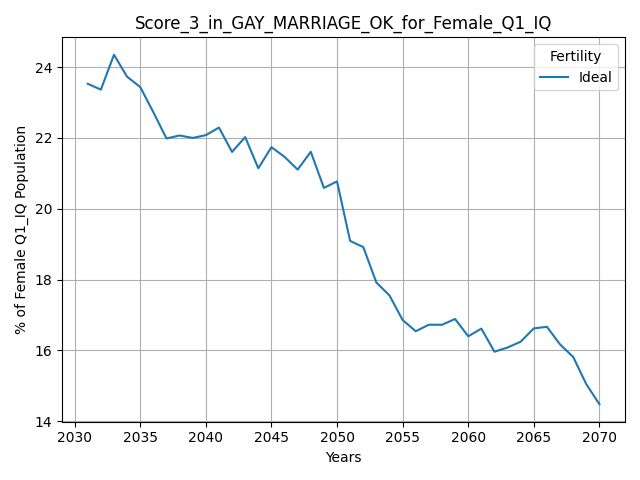 Score_3_in_GAY_MARRIAGE_OK_for_Female_Q1_IQ
Fertility
Ideal
% of Female Q1_IQ Population
24
22
20
18
16
14
2030 2035 2040 2045 2050 2055 2060 2065 2070
Years